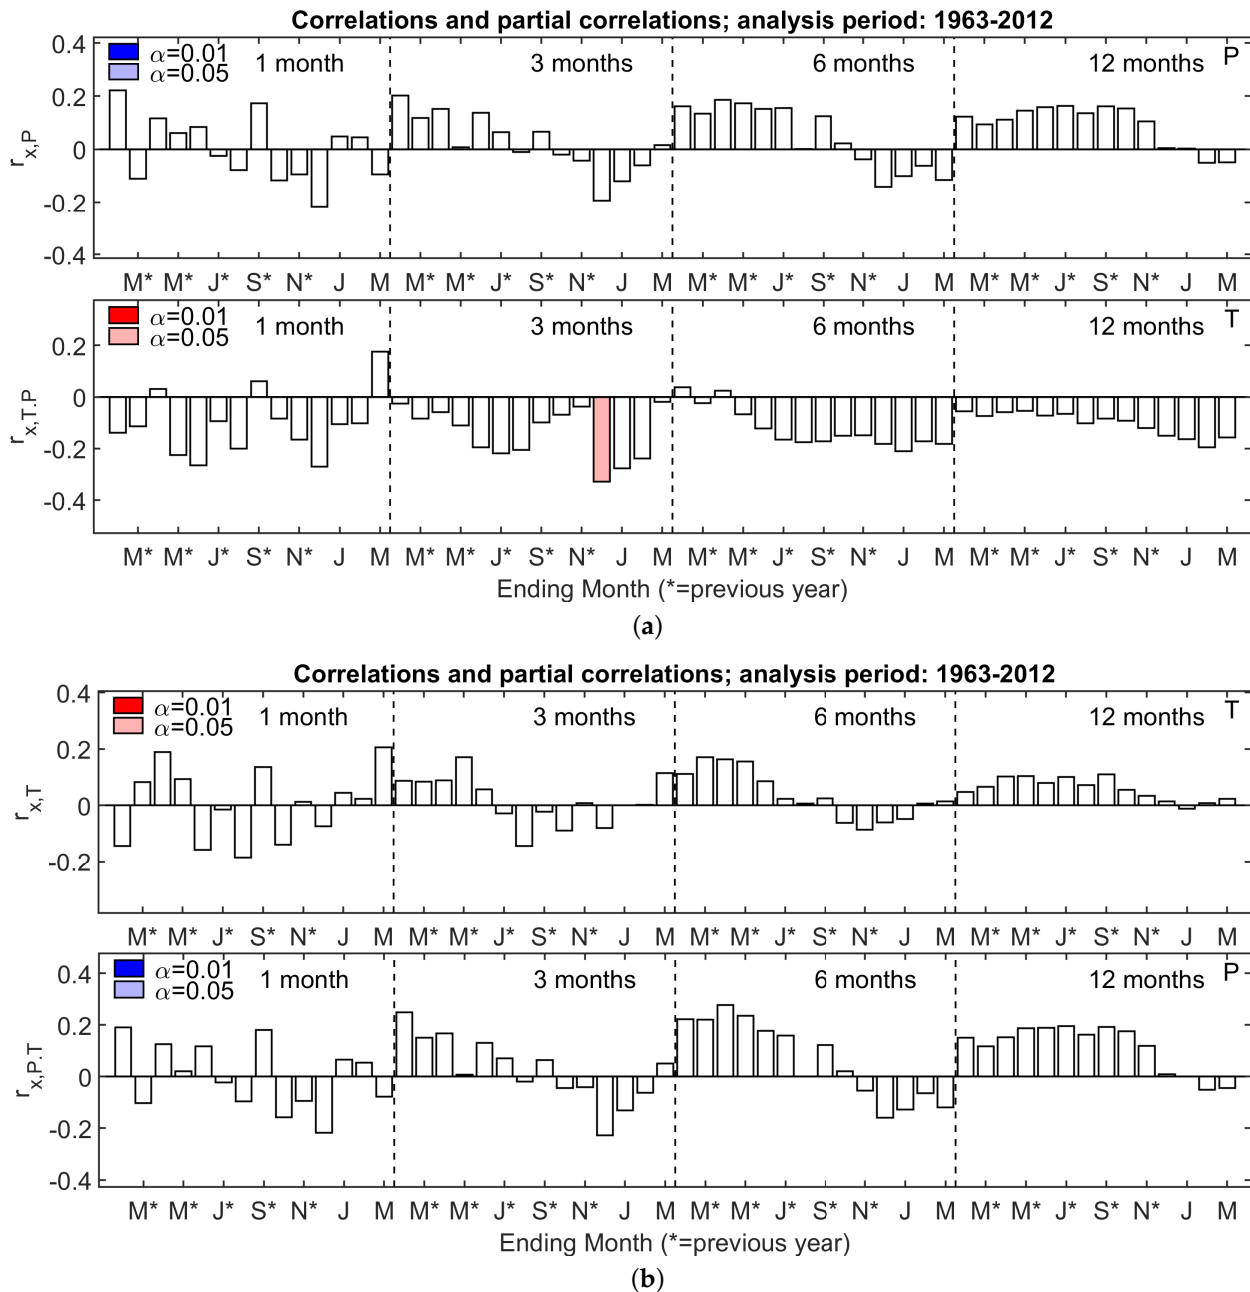 Correlations and partial correlations; analysis period: 1963-2012
0.4
0.2
0
-0.2
-0.4
r x,P
α=0.01
α=0.05
1 month
3 months
6 months
12 months
P
M* M* J* S* N* J M M* M* J* S* N* J M M* M* J* S* N* J M M* M* J* S* N* J M
0.2
0
-0.2
-0.4
r x,T.P
α=0.01
α=0.05
1 month
3 months
6 months
12 months
T
M* M* J* S* N* J M M* M* J* S* N* J M M* M* J* S* N* J M M* M* J* S* N* J M
Ending Month (*=previous year)
(a)
Correlations and partial correlations; analysis period: 1963-2012
0.4
0.2
0
-0.2
r x,T
α=0.01
α=0.05
1 month
3 months
6 months
12 months
T
M* M* J* S* N* J M M* M* J* S* N* J M M* M* J* S* N* J M M* M* J* S* N* J M
0.4
0.2
0
-0.2
-0.4
r x,P.T
α=0.01
α=0.05
1 month
3 months
6 months
12 months
P
M* M* J* S* N* J M M* M* J* S* N* J M M* M* J* S* N* J M M* M* J* S* N* J M
Ending Month (*=previous year)
(b)